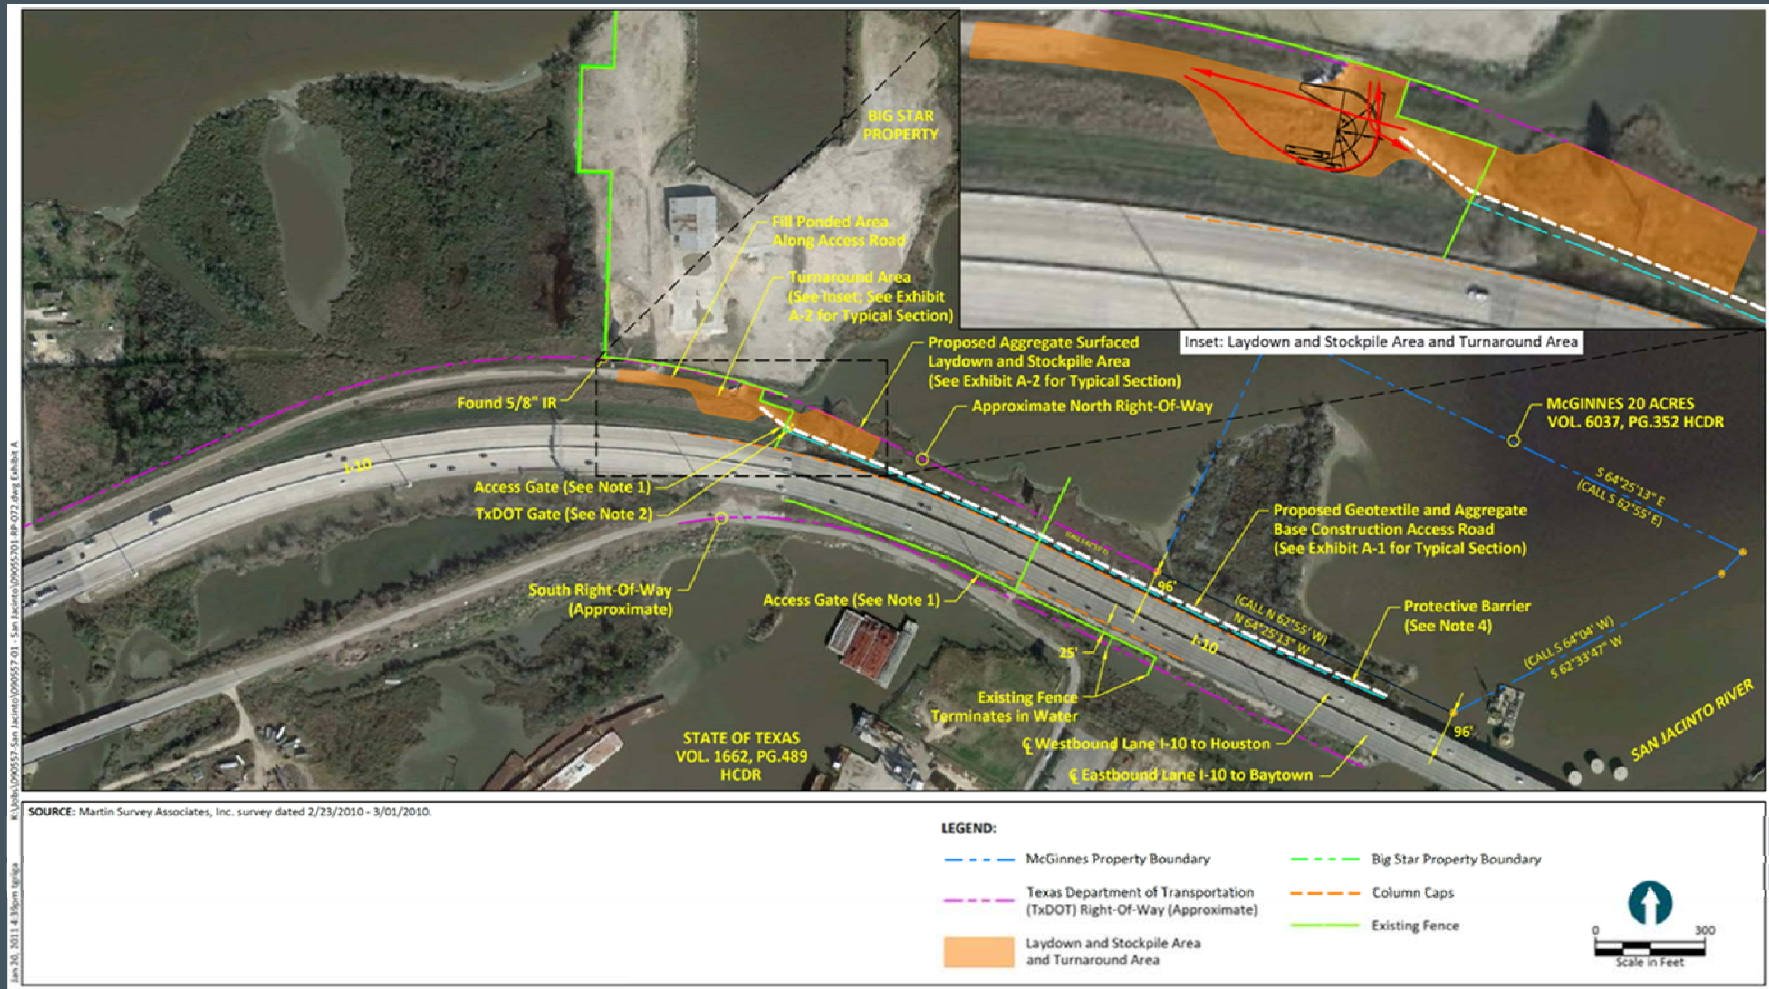 BIG STAR
PROPERTY
Fill Ponded Area
Along Access Road
Turnaround Area
(See Inset; See Exhibit
A-2 for Typical Section)
Inset: Laydown and Stockpile Area and Turnaround Area
Proposed Aggregate Surfaced
Laydown and Stockpile Area
(See Exhibit A-2 for Typical Section)
Approximate North Right-Of-Way
Found 5/8" IR
McGINNES 20 ACRES
VOL. 6037, PG.352 HCDR
I-10
S 64°25'13" E
(CALL S 62°55' E)
Access Gate (See Note 1)
TxDOT Gate (See Note 2)
Proposed Geotextile and Aggregate
Base Construction Access Road
(See Exhibit A-1 for Typical Section)
South Right-Of-Way
(Approximate)
Access Gate (See Note 1)
96'
(CALL N 62°55' W)
N 64°25'13" W
Protective Barrier
(See Note 4)
I-10
25'
(CALL S 64°04' W)
S 62°33'47" W
Existing Fence
Terminates in Water
STATE OF TEXAS
VOL. 1662, PG.489
HCDR
℄ Westbound Lane I-10 to Houston
℄ Eastbound Lane I-10 to Baytown
96'
SAN JACINTO RIVER
SOURCE: Martin Survey Associates, Inc. survey dated 2/23/2010 - 3/01/2010.
LEGEND:
McGinnes Property Boundary
Texas Department of Transportation
(TxDOT) Right-Of-Way (Approximate)
Laydown and Stockpile Area
and Turnaround Area
Big Star Property Boundary
Column Caps
Existing Fence
0 300
Scale in Feet
Jan 20, 2011 4:39pm tgriga